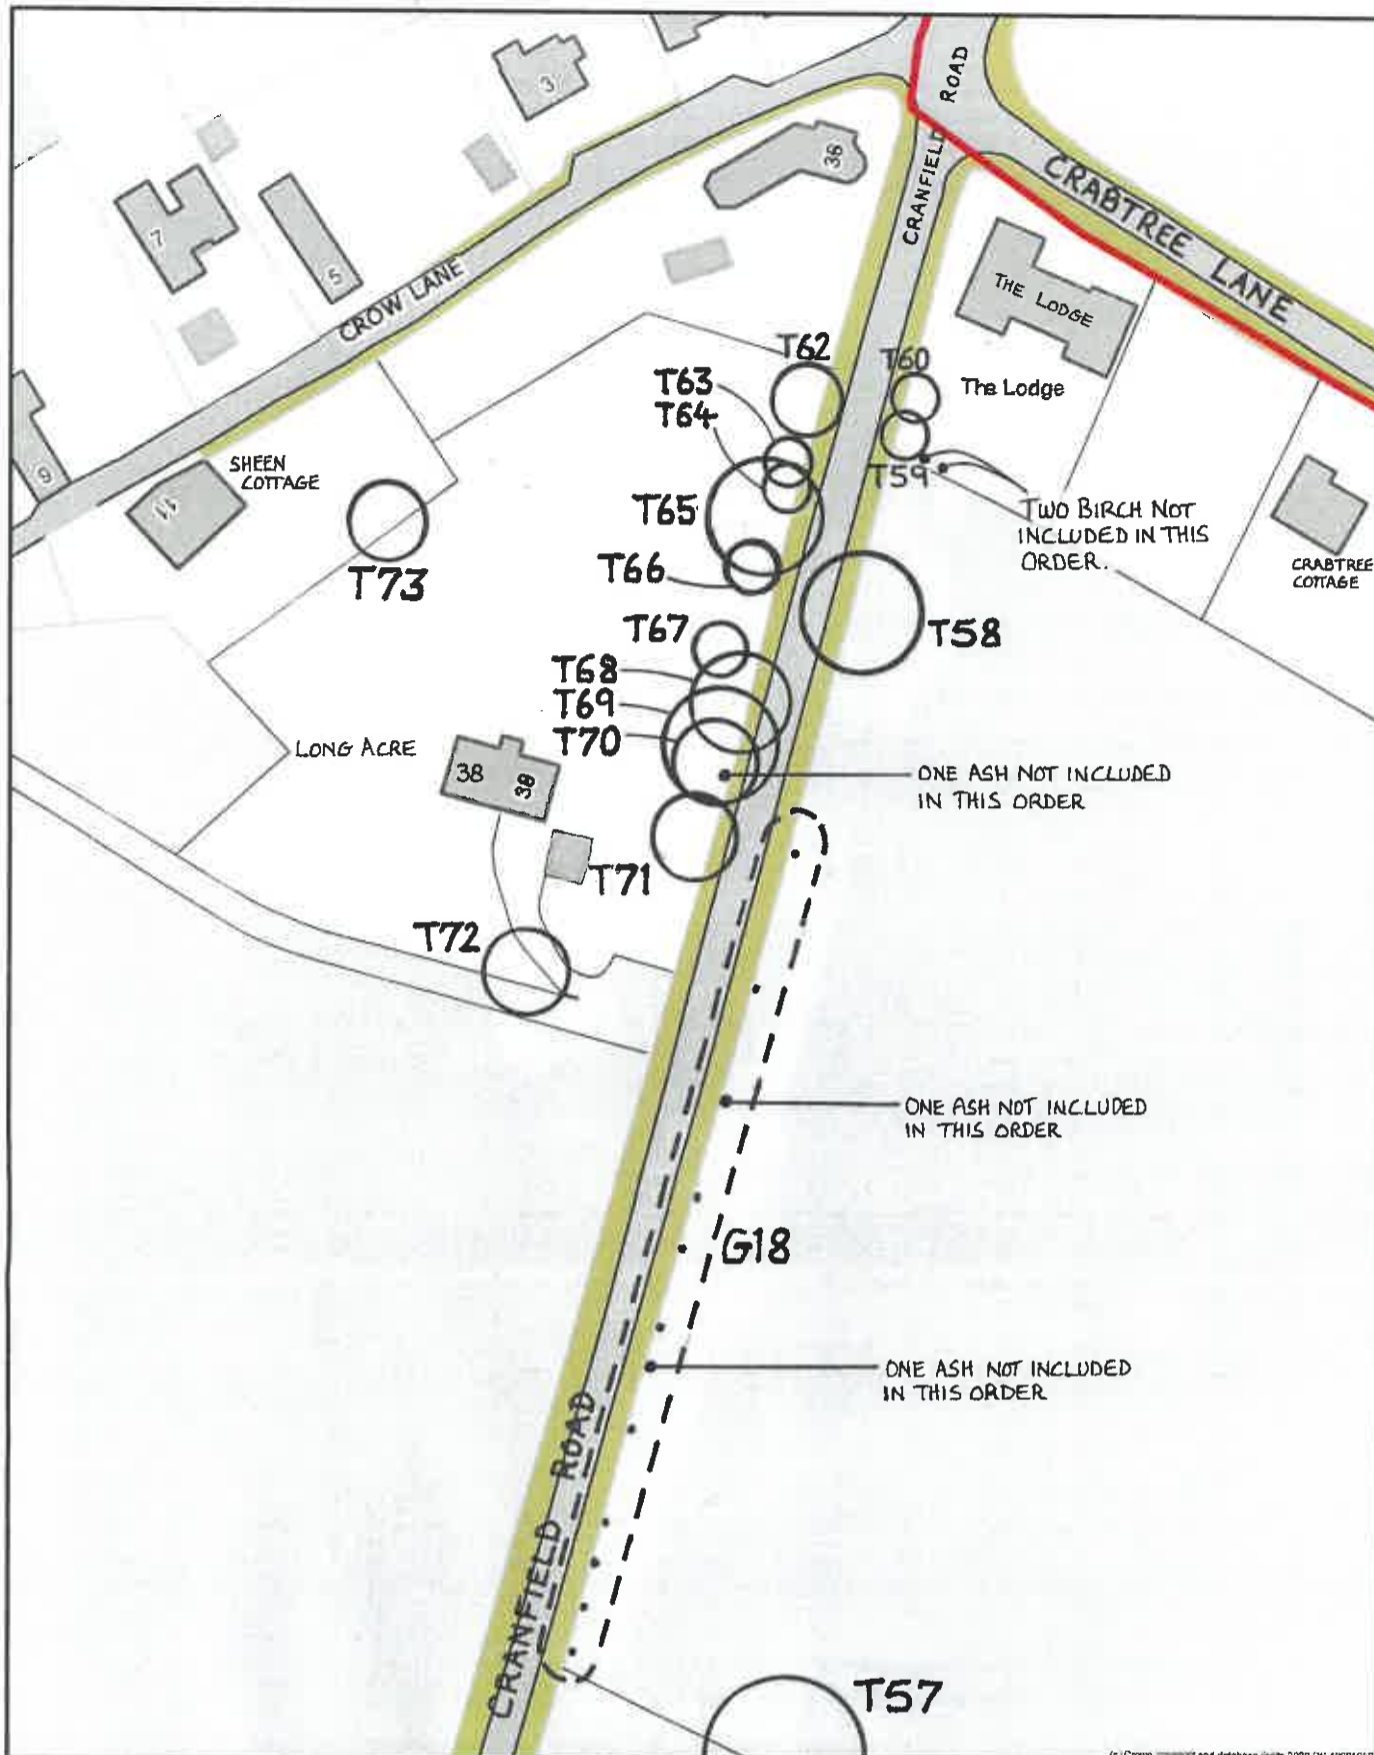 ROAD
3
38
CRANFIELD
CRABTREE LANE
7
5
CROW LANE
THE LODGE
T62
T60
T63
The Lodge
T64
9
SHEEN
COTTAGE
T59
11
T65
TWO BIRCH NOT
INCLUDED IN THIS
ORDER.
T73
T66
CRABTREE
COTTAGE
T67
T58
T68
T69
T70
LONG ACRE
38
38
ONE ASH NOT INCLUDED
IN THIS ORDER
T71
T72
ONE ASH NOT INCLUDED
IN THIS ORDER
G18
ONE ASH NOT INCLUDED
IN THIS ORDER
CRANFIELD ROAD
T57